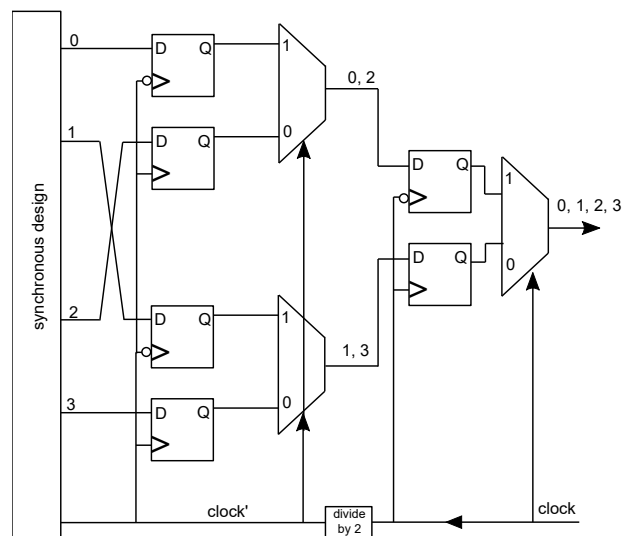 synchronous design
0
D Q
1
0, 2
1
D Q
0
D Q
1
0, 1, 2, 3
D Q
0
2
D Q
1
1, 3
3
D Q
0
clock'
divide
by 2
clock